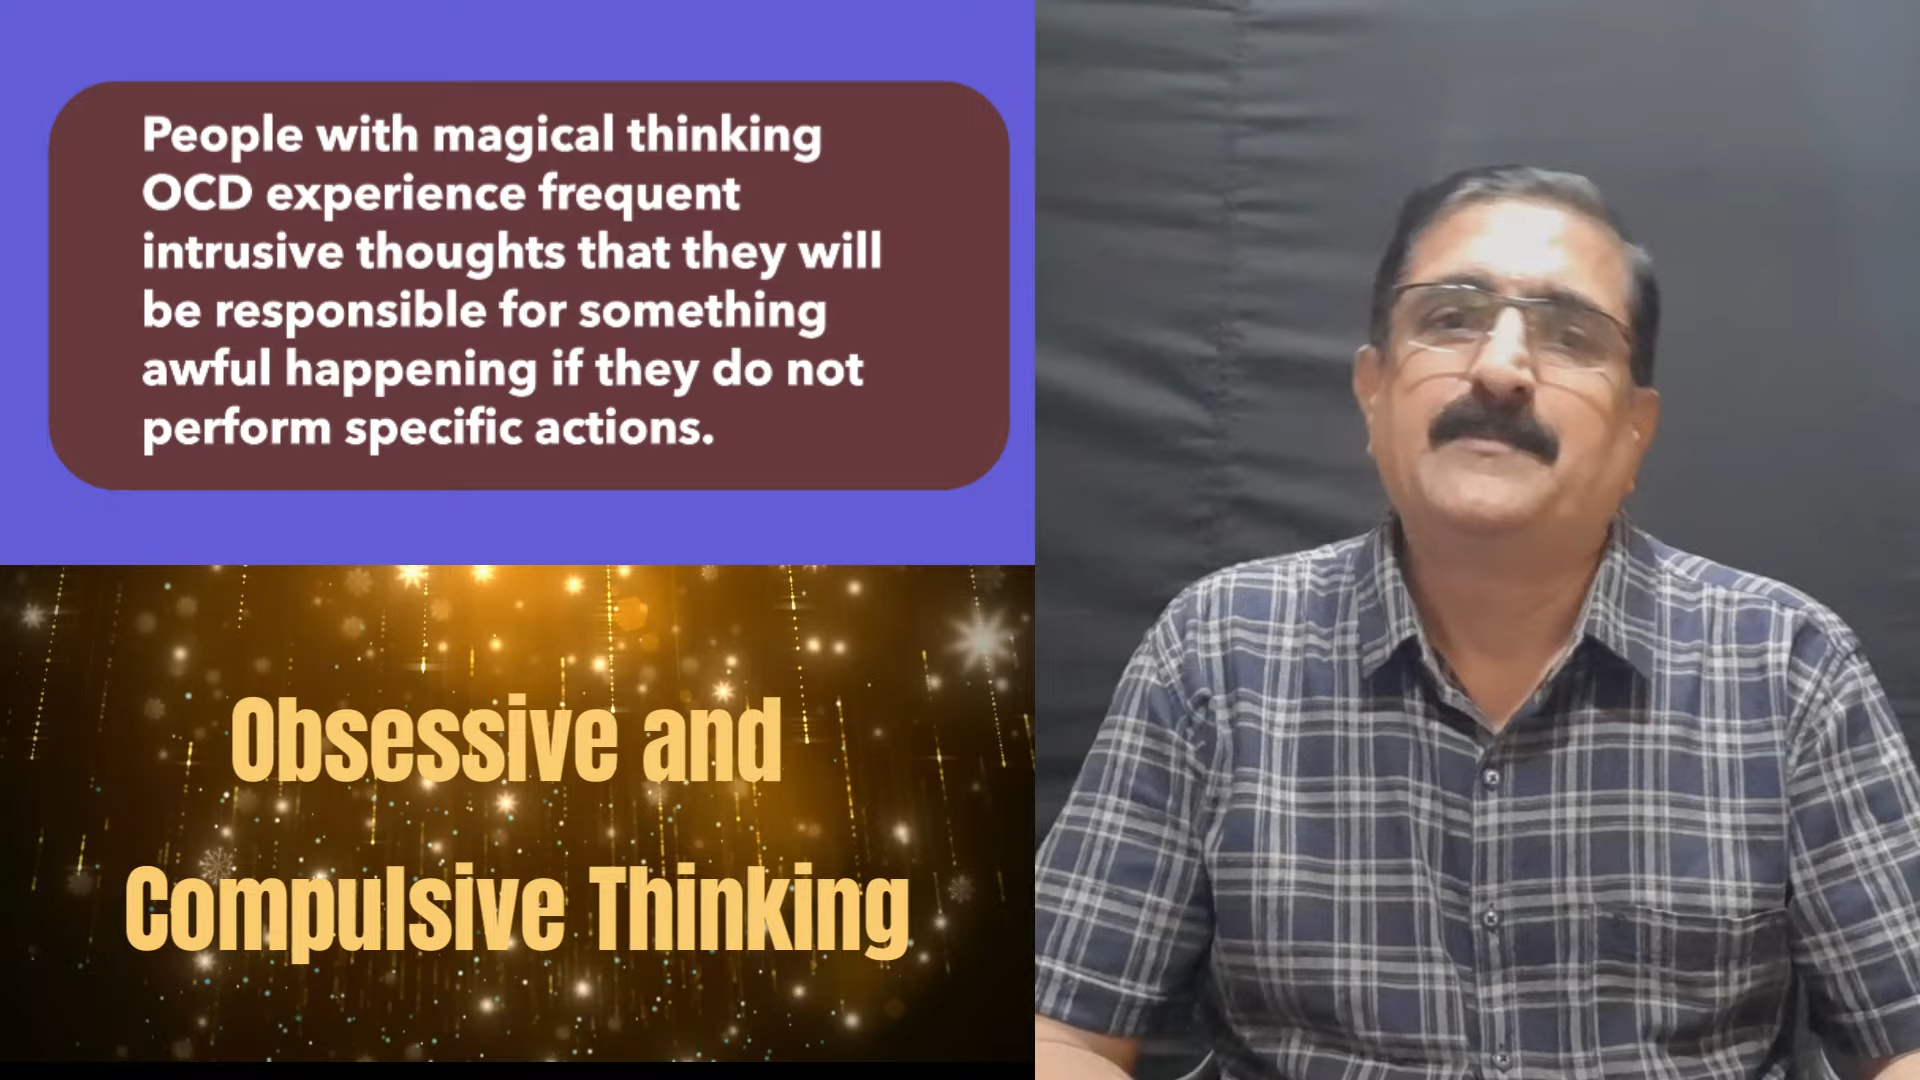 People with magical thinking
OCD experience frequent
intrusive thoughts that they will
be responsible for something
awful happening if they do not
perform specific actions.
Obsessive and
Compulsive Thinking